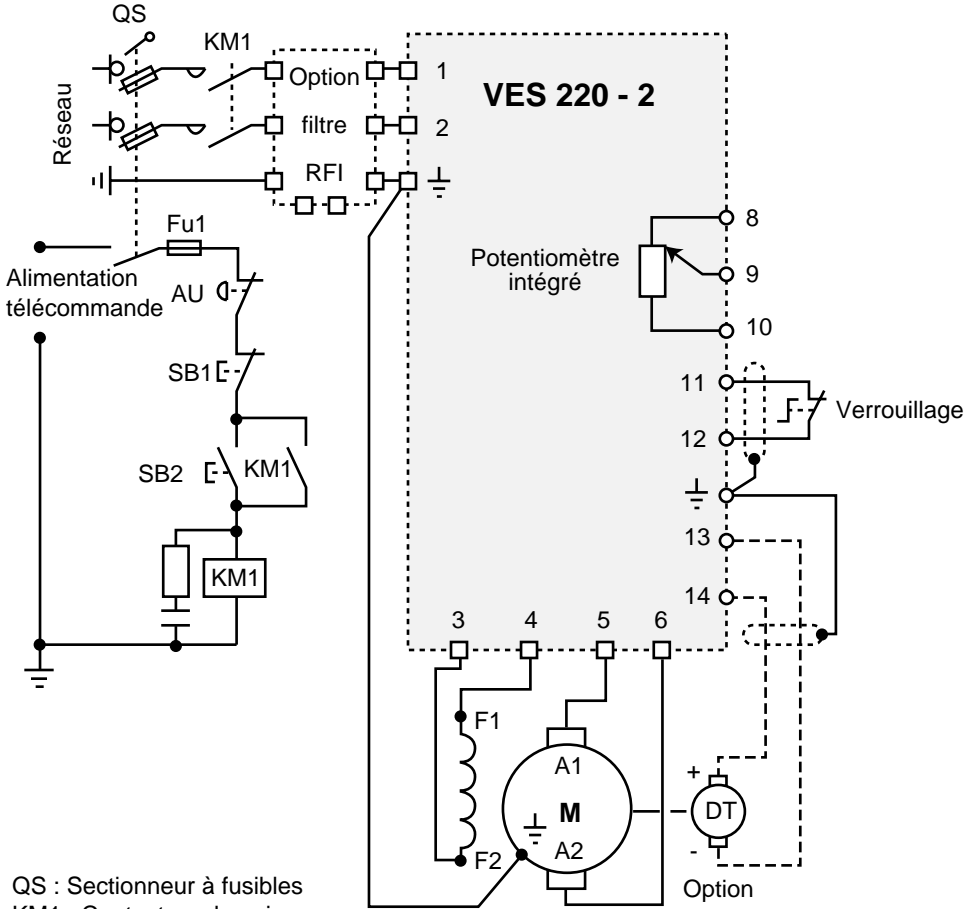 QS
KM1
Réseau
Option
filtre
RFI
1
2
VES 220 - 2
Fu1
Alimentation
télécommande
AU
SB1
SB2
KM1
KM1
Potentiomètre
intégré
8
9
10
11
12
Verrouillage
13
14
3
4
5
6
F1
F2
A1
M
A2
+
DT
-
Option
QS : Sectionneur à fusibles